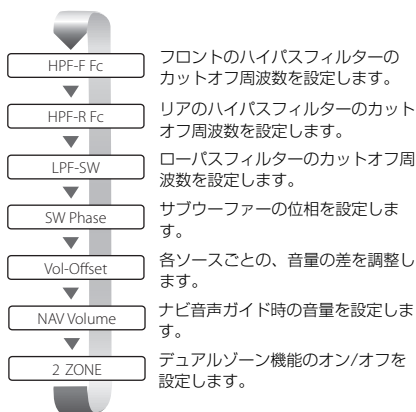 HPF-F Fc
フロントのハイパスフィルターの
カットオフ周波数を設定します。
HPF-R Fc
リアのハイパスフィルターのカット
オフ周波数を設定します。
LPF-SW
ローパスフィルターのカットオフ周
波数を設定します。
SW Phase
サブウーファーの位相を設定しま
す。
Vol-Offset
各ソースごとの、音量の差を調整し
ます。
NAV Volume
ナビ音声ガイド時の音量を設定しま
す。
2 ZONE
デュアルゾーン機能のオン/オフを
設定します。